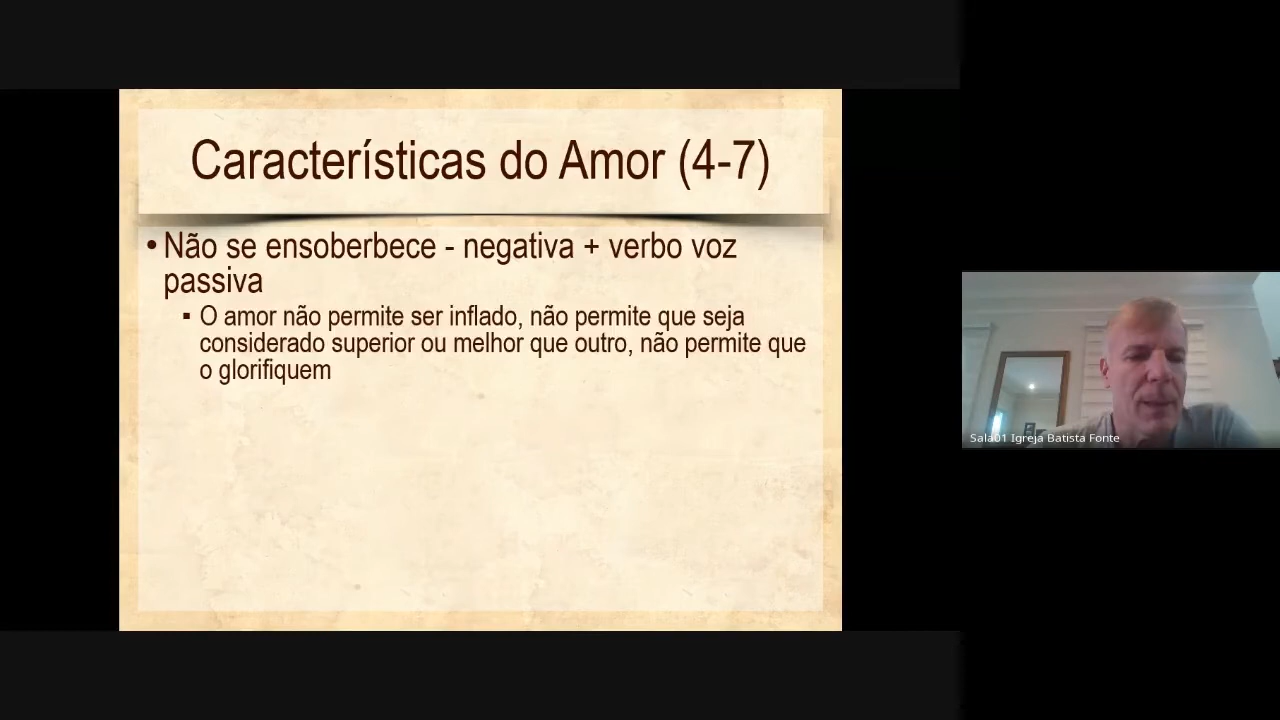 Características do Amor (4-7)
• Não se ensoberbece - negativa + verbo voz
passiva
▪ O amor não permite ser inflado, não permite que seja
considerado superior ou melhor que outro, não permite que
o glorifiquem
Sala01 Igreja Batista Fonte